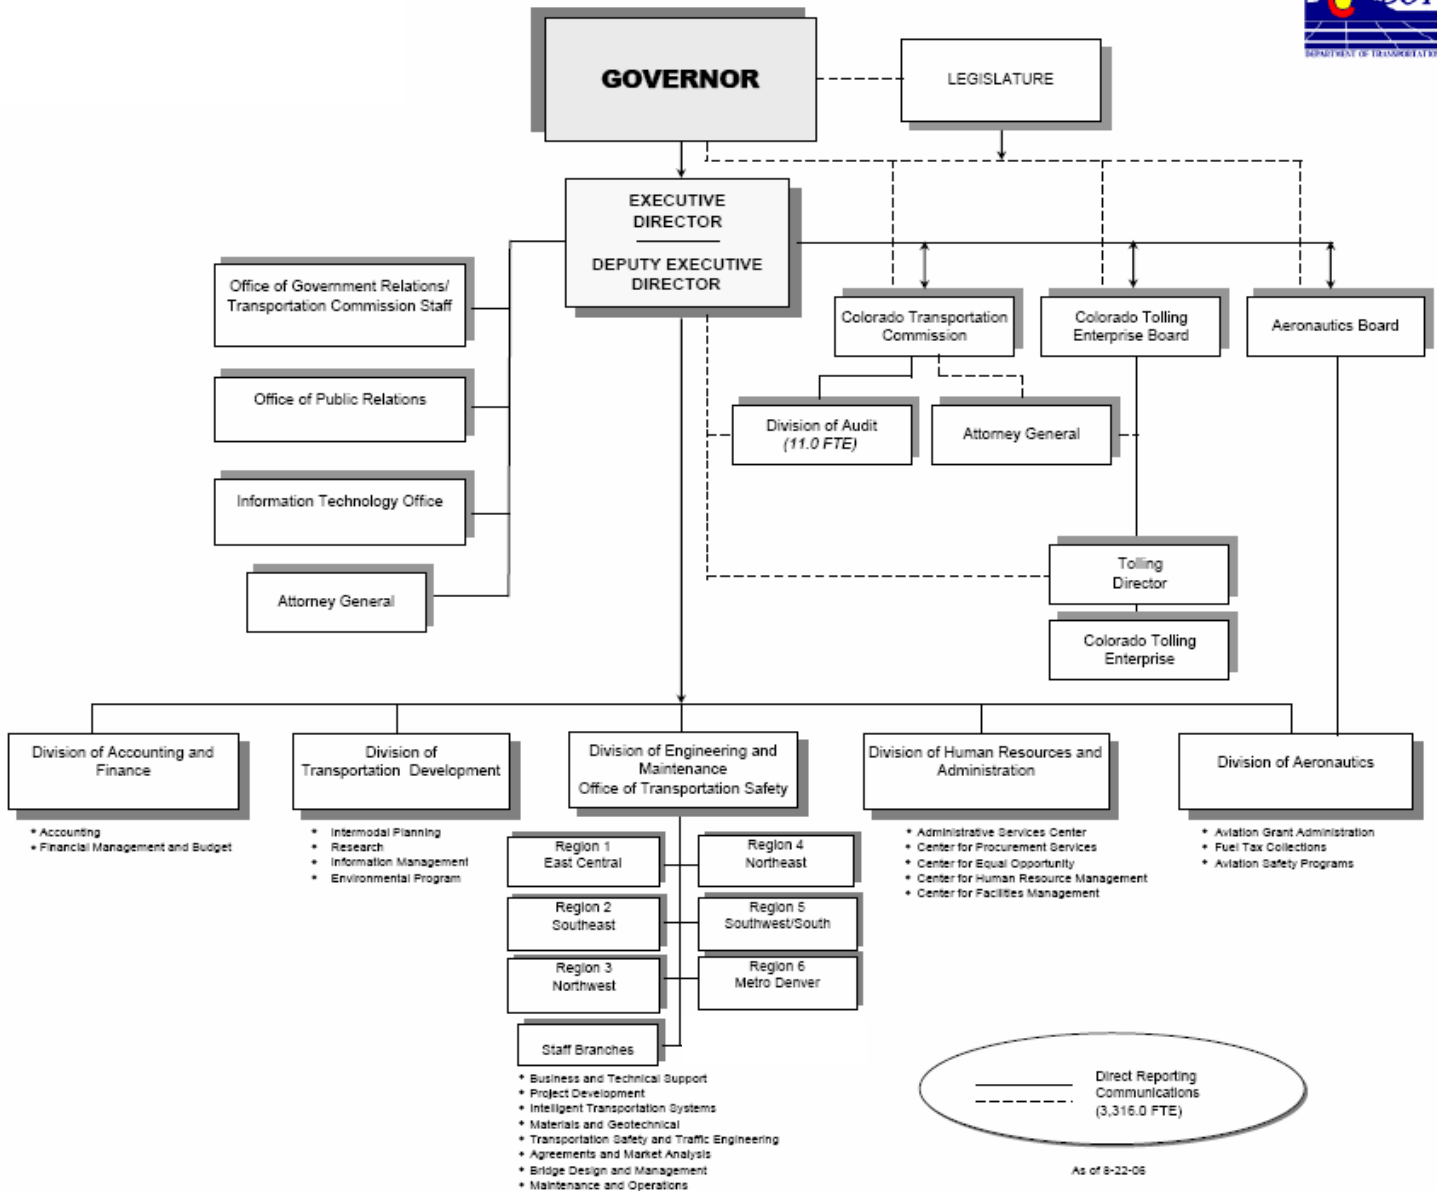 DEPARTMENT OF TRANSPORTATION
GOVERNOR
LEGISLATURE
EXECUTIVE
DIRECTOR
DEPUTY EXECUTIVE
DIRECTOR
Office of Government Relations/
Transportation Commission Staff
Office of Public Relations
Information Technology Office
Attorney General
Colorado Transportation
Commission
Colorado Tolling
Enterprise Board
Aeronautics Board
Division of Audit
(11.0 FTE)
Attorney General
Tolling
Director
Colorado Tolling
Enterprise
Division of Accounting and
Finance
* Accounting
* Financial Management and Budget
Division of
Transportation Development
* Intermodal Planning
* Research
* Information Management
* Environmental Program
Division of Engineering and
Maintenance
Office of Transportation Safety
Region 1
East Central
Region 4
Northeast
Region 2
Southeast
Region 5
Southwest/South
Region 3
Northwest
Region 6
Metro Denver
Staff Branches
* Business and Technical Support
* Project Development
* Intelligent Transportation Systems
* Materials and Geotechnical
* Transportation Safety and Traffic Engineering
* Agreements and Market Analysis
* Bridge Design and Management
* Maintenance and Operations
Division of Human Resources and
Administration
* Administrative Services Center
* Center for Procurement Services
* Center for Equal Opportunity
* Center for Human Resource Management
* Center for Facilities Management
Division of Aeronautics
* Aviation Grant Administration
* Fuel Tax Collections
* Aviation Safety Programs
Direct Reporting
Communications
(3,316.0 FTE)
As of 8-22-06